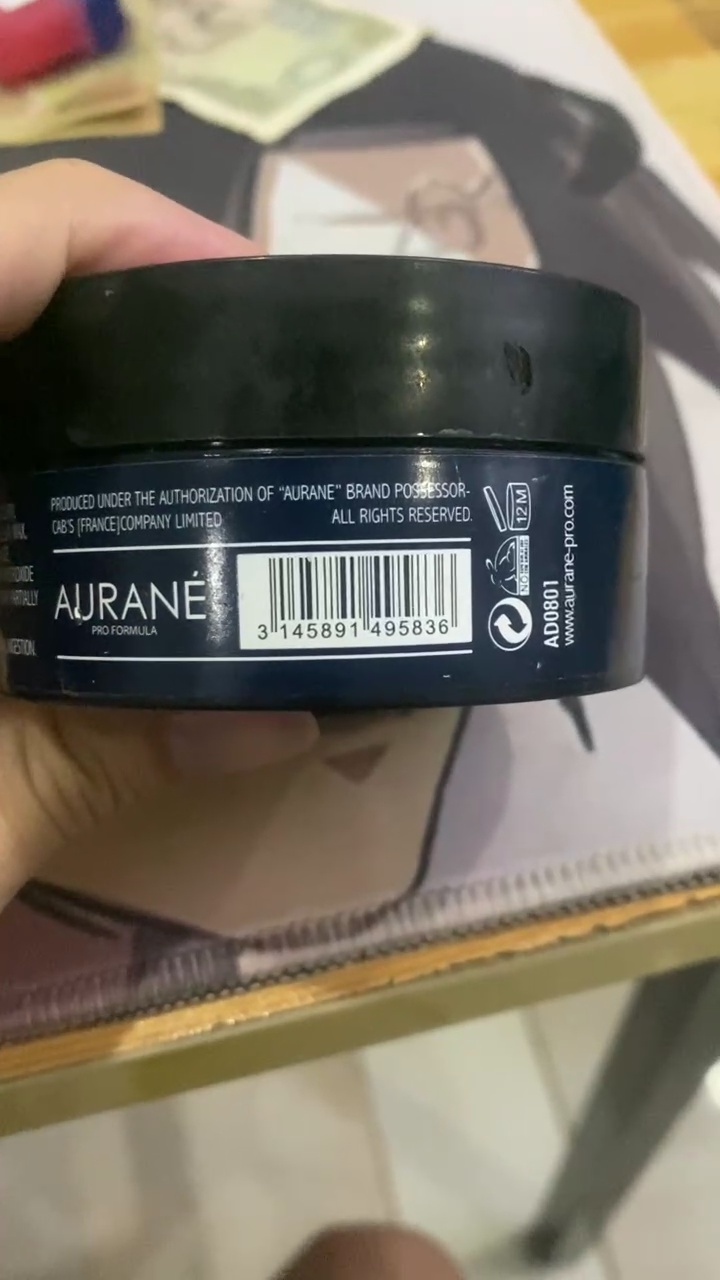 PRODUCED UNDER THE AUTHORIZATION OF "AURANE" BRAND POSSESSOR-
CAB'S [FRANCE]COMPANY LIMITED ALL RIGHTS RESERVED.
AURANÉ
PRO FORMULA
3 145891 495836
12M
AD0801
www.aurane-pro.com